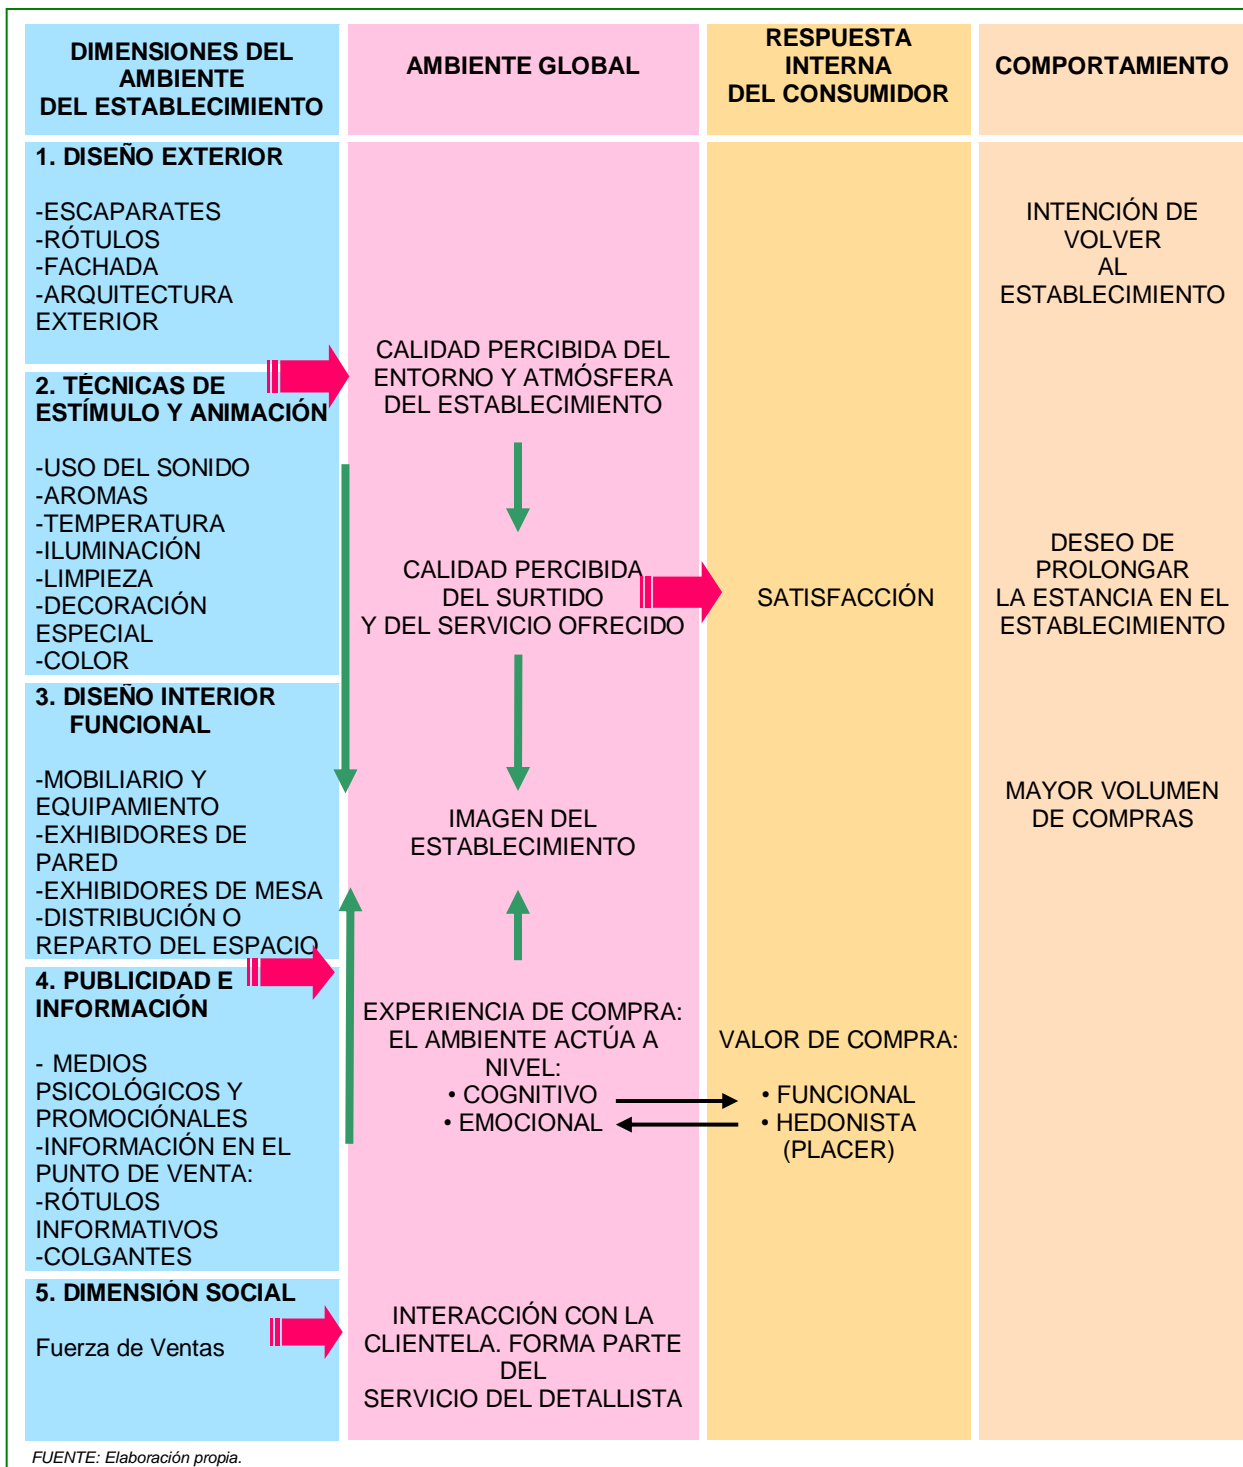 DIMENSIONES DEL
AMBIENTE
DEL ESTABLECIMIENTO
AMBIENTE GLOBAL
RESPUESTA
INTERNA
DEL CONSUMIDOR
COMPORTAMIENTO
1. DISEÑO EXTERIOR
-ESCAPARATES
-RÓTULOS
-FACHADA
-ARQUITECTURA
EXTERIOR
2. TÉCNICAS DE
ESTÍMULO Y ANIMACIÓN
-USO DEL SONIDO
-AROMAS
-TEMPERATURA
-ILUMINACIÓN
-LIMPIEZA
-DECORACIÓN
ESPECIAL
-COLOR
3. DISEÑO INTERIOR
FUNCIONAL
-MOBILIARIO Y
EQUIPAMIENTO
-EXHIBIDORES DE
PARED
-EXHIBIDORES DE MESA
-DISTRIBUCIÓN O
REPARTO DEL ESPACIO
4. PUBLICIDAD E
INFORMACIÓN
- MEDIOS
PSICOLÓGICOS Y
PROMOCIÓNALES
-INFORMACIÓN EN EL
PUNTO DE VENTA:
-RÓTULOS
INFORMATIVOS
-COLGANTES
5. DIMENSIÓN SOCIAL
Fuerza de Ventas
CALIDAD PERCIBIDA DEL
ENTORNO Y ATMÓSFERA
DEL ESTABLECIMIENTO
CALIDAD PERCIBIDA
DEL SURTIDO
Y DEL SERVICIO OFRECIDO
IMAGEN DEL
ESTABLECIMIENTO
EXPERIENCIA DE COMPRA:
EL AMBIENTE ACTÚA A
NIVEL:
• COGNITIVO
• EMOCIONAL
INTERACCIÓN CON LA
CLIENTELA. FORMA PARTE
DEL
SERVICIO DEL DETALLISTA
SATISFACCIÓN
VALOR DE COMPRA:
• FUNCIONAL
• HEDONISTA
(PLACER)
INTENCIÓN DE
VOLVER
AL
ESTABLECIMIENTO
DESEO DE
PROLONGAR
LA ESTANCIA EN EL
ESTABLECIMIENTO
MAYOR VOLUMEN
DE COMPRAS
FUENTE: Elaboración propia.